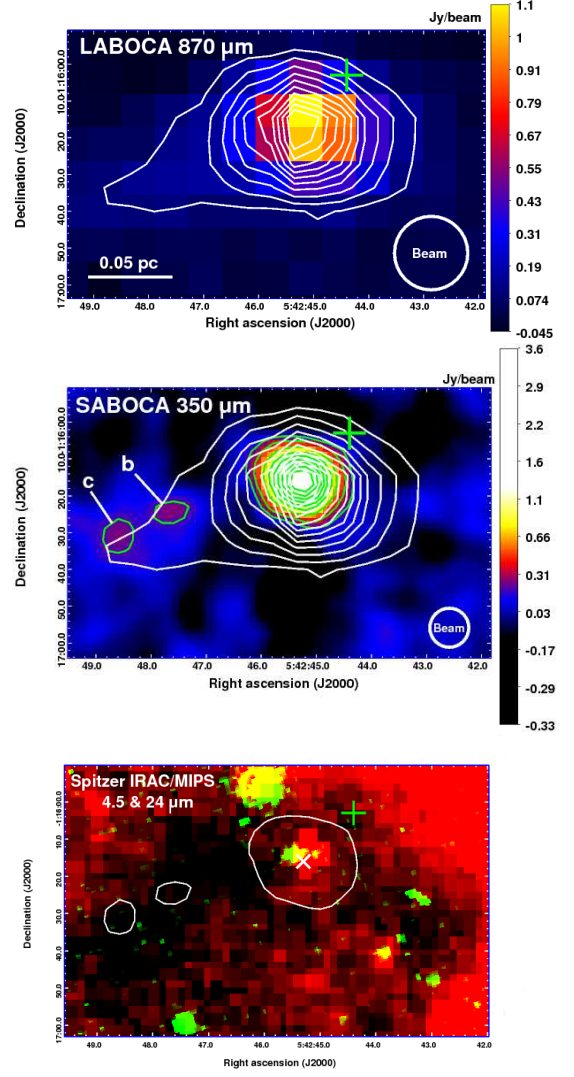 Jy/beam
LABOCA 870 µm
1.1
1
0.91
0.79
0.67
0.55
0.43
0.31
0.19
0.074
-0.045
Declination (J2000)
10.0-1:16:00.0
20.0
30.0
40.0
50.0
17:00.0
0.05 pc
Beam
49.0 48.0 47.0 46.0 5:42:45.0 44.0 43.0 42.0
Right ascension (J2000)
Jy/beam
SABOCA 350 µm
3.6
2.9
2.2
1.6
1.1
0.66
0.31
0.03
-0.17
-0.29
-0.33
Declination (J2000)
10.0-1:16:00.0
20.0
30.0
40.0
50.0
17:00.0
c
b
Beam
49.0 48.0 47.0 46.0 5:42:45.0 44.0 43.0 42.0
Right ascension (J2000)
Spitzer IRAC/MIPS
4.5 & 24 µm
Declination (J2000)
-1:16:00.0
10.0
20.0
30.0
40.0
50.0
17:00.0
49.0 48.0 47.0 46.0 5:42:45.0 44.0 43.0 42.0
Right ascension (J2000)